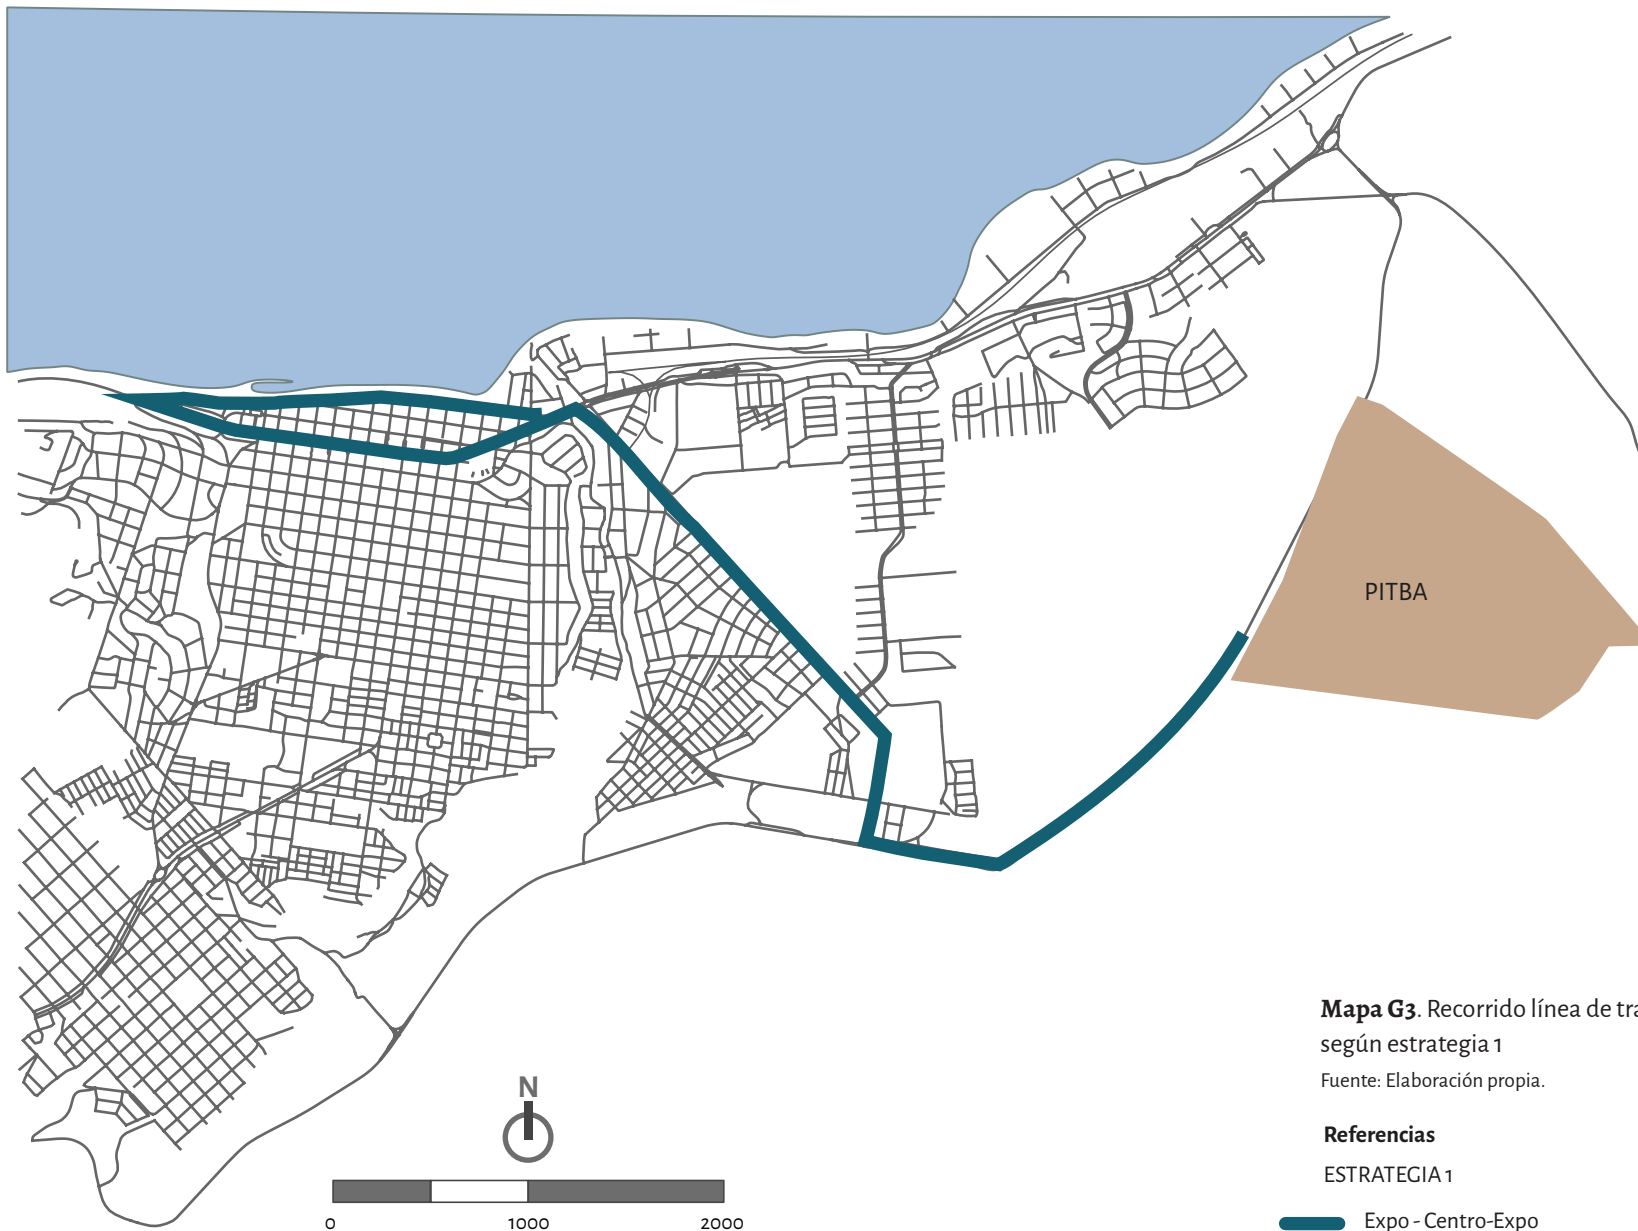 PITBA
Mapa G3. Recorrido línea de
según estrategia 1
Fuente: Elaboración propia.
Referencias
ESTRATEGIA 1
Expo - Centro-Expo
N
0 1000 2000